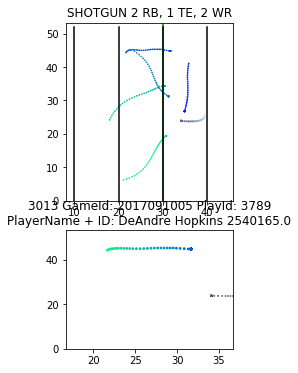 SHOTGUN 2 RB, 1 TE, 2 WR
50
40
30
20
10
0
10 20 30 40
3013 GameId: 2017091005 PlayId: 3789
PlayerName + ID: DeAndre Hopkins 2540165.0
40
20
0
20 25 30 35